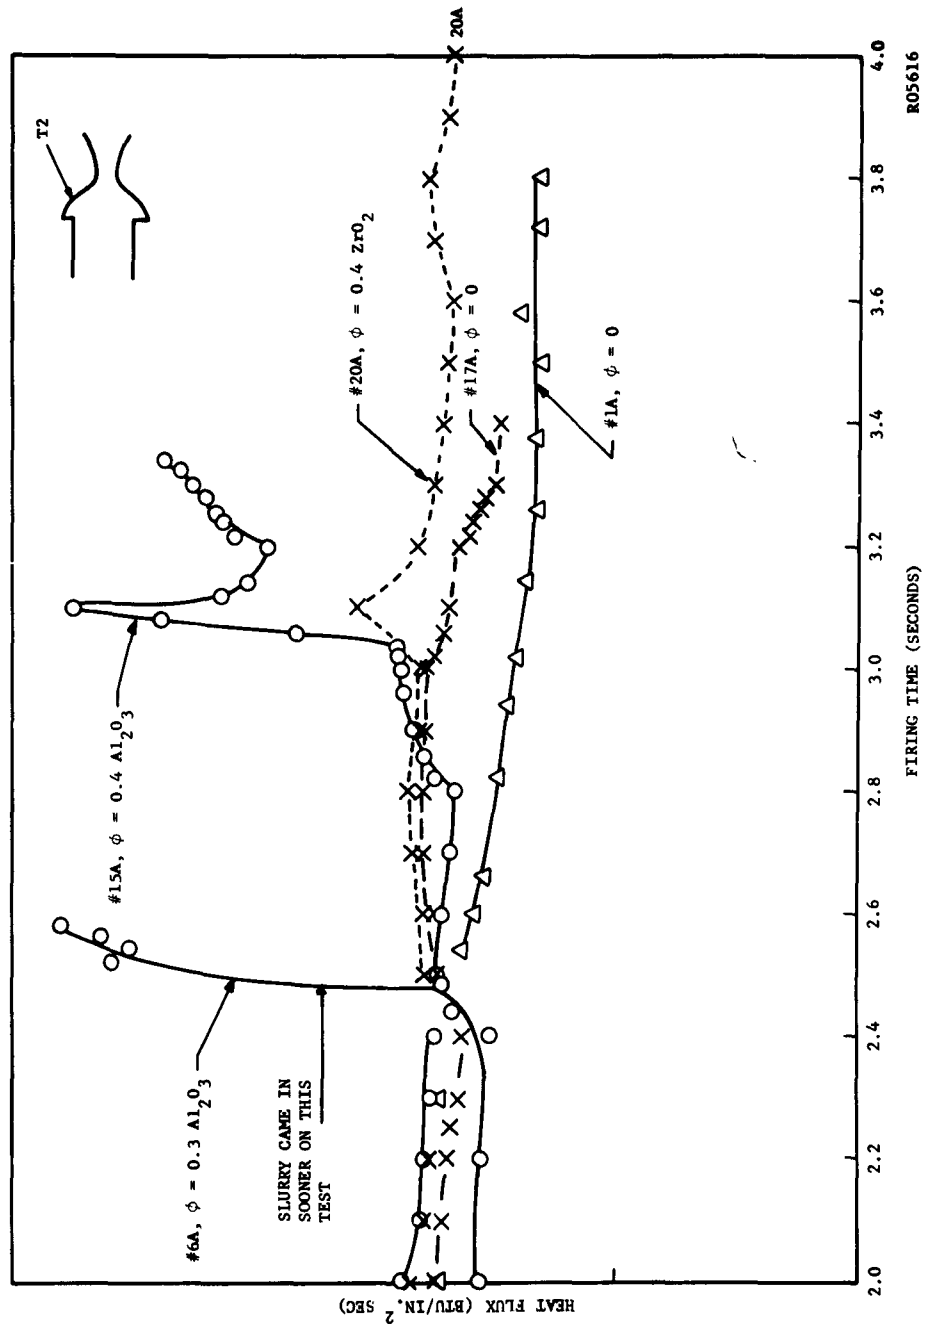 T2
20A
#20A, φ = 0.4 ZrO2
#17A, φ = 0
#1A, φ = 0
#15A, φ = 0.4 Al2O3
#6A, φ = 0.3 Al2O3
SLURRY CAME IN
SOONER ON THIS
TEST
HEAT FLUX (BTU/IN.2 SEC)
2.0 2.2 2.4 2.6 2.8 3.0 3.2 3.4 3.6 3.8 4.0
FIRING TIME (SECONDS)
R05616